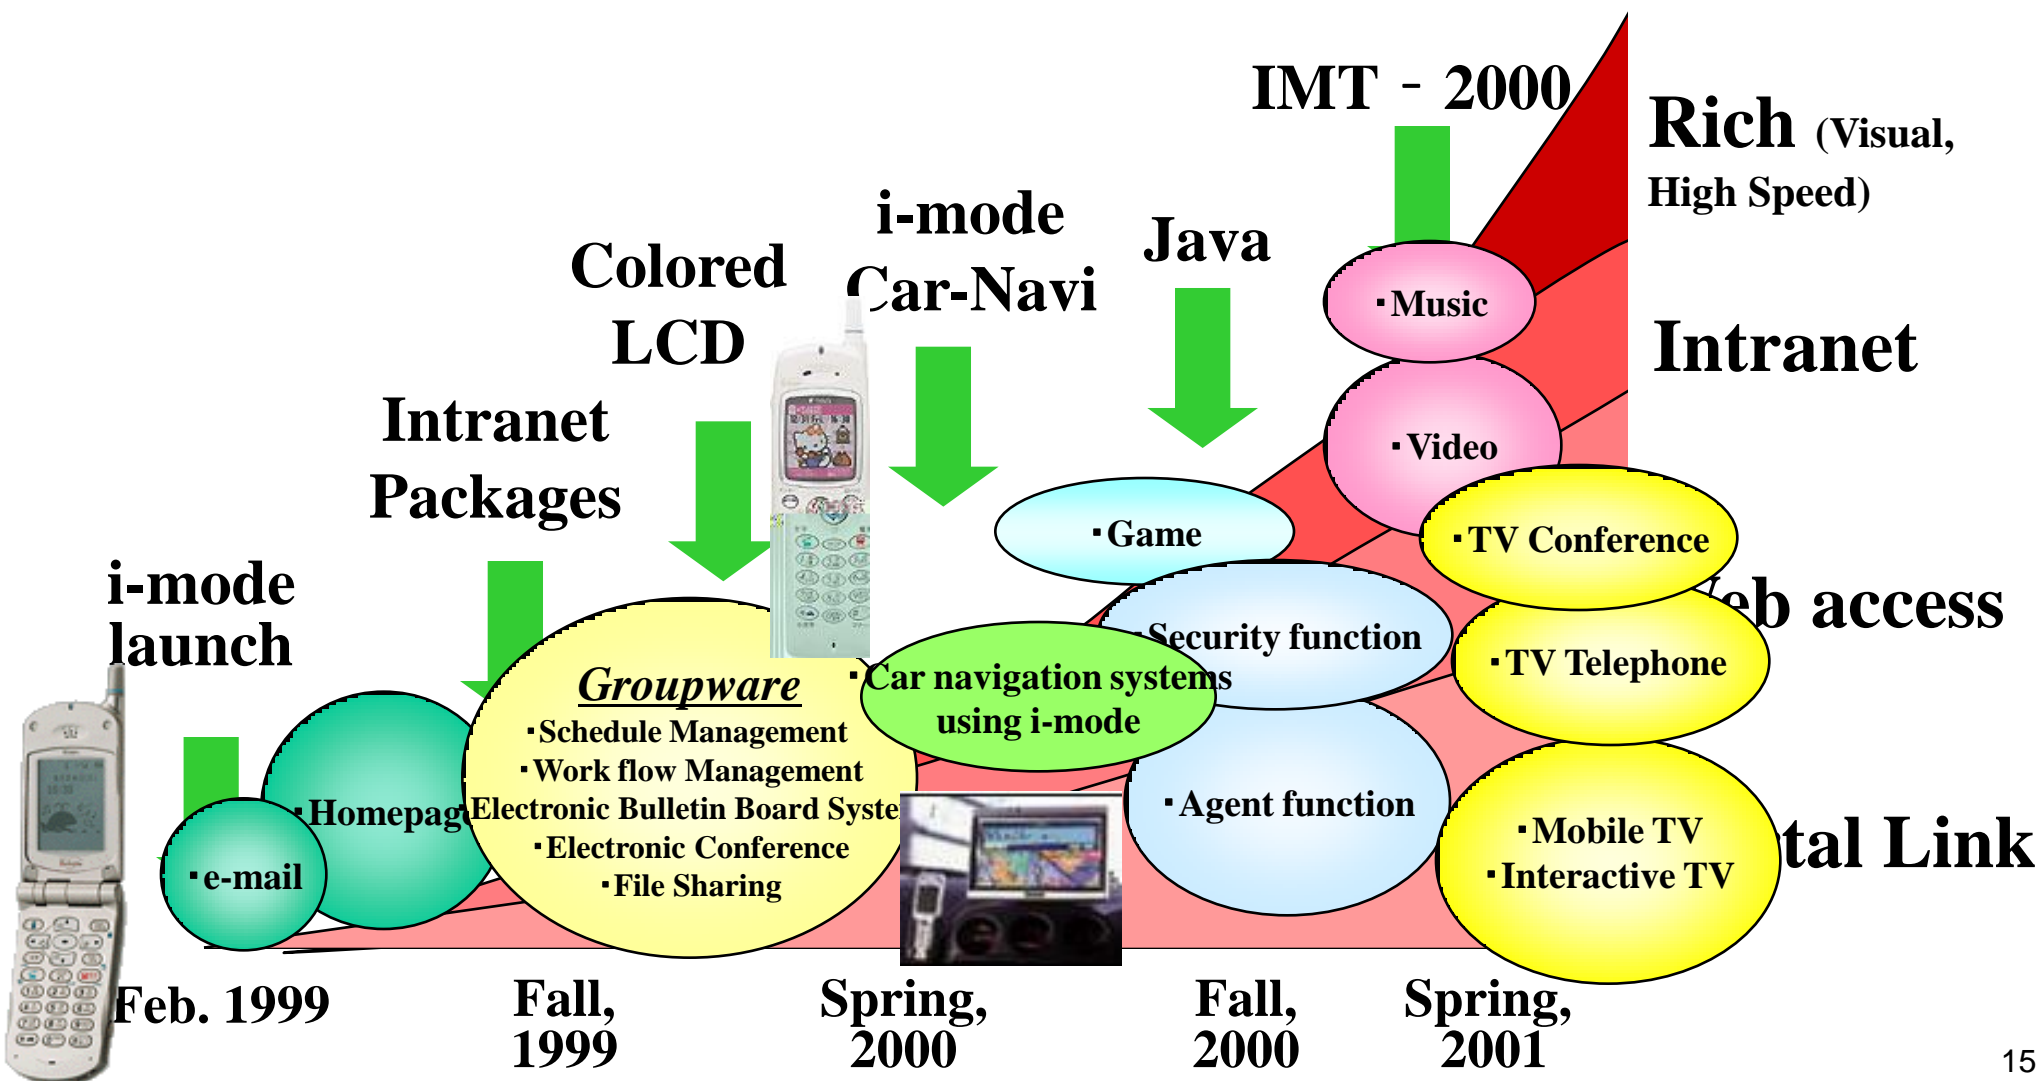 IMT - 2000
Rich (Visual,
High Speed)
i-mode
Car-Navi
Java
Colored
LCD
・Music
Intranet
Intranet
Packages
・Video
・Game
・TV Conference
i-mode
launch
access
・Security function
・TV Telephone
Groupware
・Schedule Management
・Work flow Management
・Electronic Bulletin Board
・Electronic Conference
・File Sharing
・Car navigation systems
using i-mode
・Homepage
・e-mail
・Agent function
・Mobile TV
・Interactive TV
Link
Feb. 1999
Fall,
1999
Spring,
2000
Fall,
2000
Spring,
2001
15